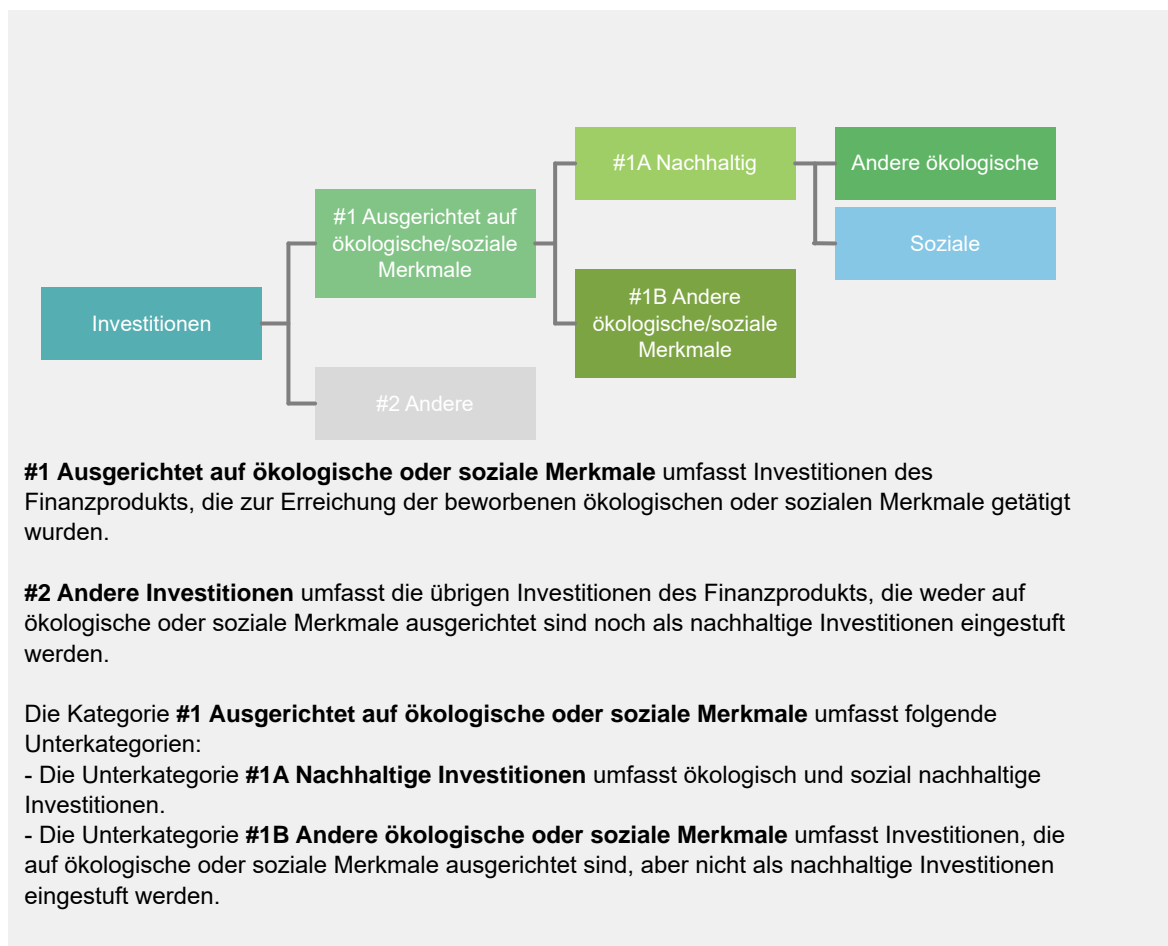 #1A Nachhaltig
Andere ökologische
#1 Ausgerichtet auf
ökologische/soziale
Merkmale
Soziale
#1B Andere
ökologische/soziale
Merkmale
Investitionen
#2 Andere
#1 Ausgerichtet auf ökologische oder soziale Merkmale umfasst Investitionen des
Finanzprodukts, die zur Erreichung der beworbenen ökologischen oder sozialen Merkmale getätigt
wurden.
#2 Andere Investitionen umfasst die übrigen Investitionen des Finanzprodukts, die weder auf
ökologische oder soziale Merkmale ausgerichtet sind noch als nachhaltige Investitionen eingestuft
werden.
Die Kategorie #1 Ausgerichtet auf ökologische oder soziale Merkmale umfasst folgende
Unterkategorien:
- Die Unterkategorie #1A Nachhaltige Investitionen umfasst ökologisch und sozial nachhaltige
Investitionen.
- Die Unterkategorie #1B Andere ökologische oder soziale Merkmale umfasst Investitionen, die
auf ökologische oder soziale Merkmale ausgerichtet sind, aber nicht als nachhaltige Investitionen
eingestuft werden.